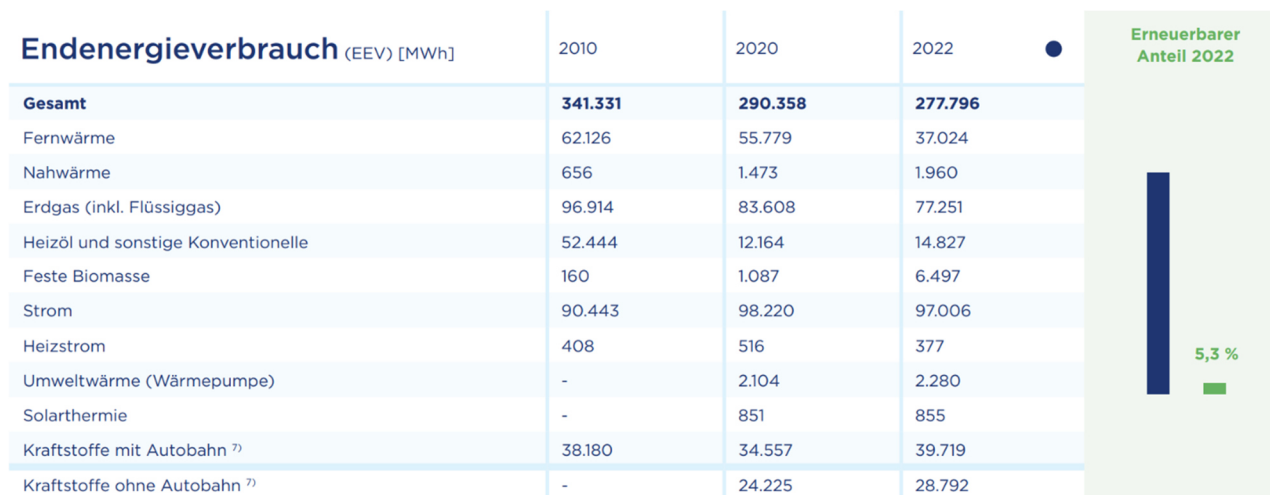 Endenergieverbrauch (EEV) [MWh] 2010 2020 2022
Erneuerbarer
Anteil 2022
Gesamt 341.331 290.358 277.796
Fernwärme 62.126 55.779 37.024
Nahwärme 656 1.473 1.960
Erdgas (inkl. Flüssiggas) 96.914 83.608 77.251
Heizöl und sonstige Konventionelle 52.444 12.164 14.827
Feste Biomasse 160 1.087 6.497
Strom 90.443 98.220 97.006
Heizstrom 408 516 377
5,3 %
Umweltwärme (Wärmepumpe) - 2.104 2.280
Solarthermie - 851 855
Kraftstoffe mit Autobahn 7) 38.180 34.557 39.719
Kraftstoffe ohne Autobahn 7) - 24.225 28.792